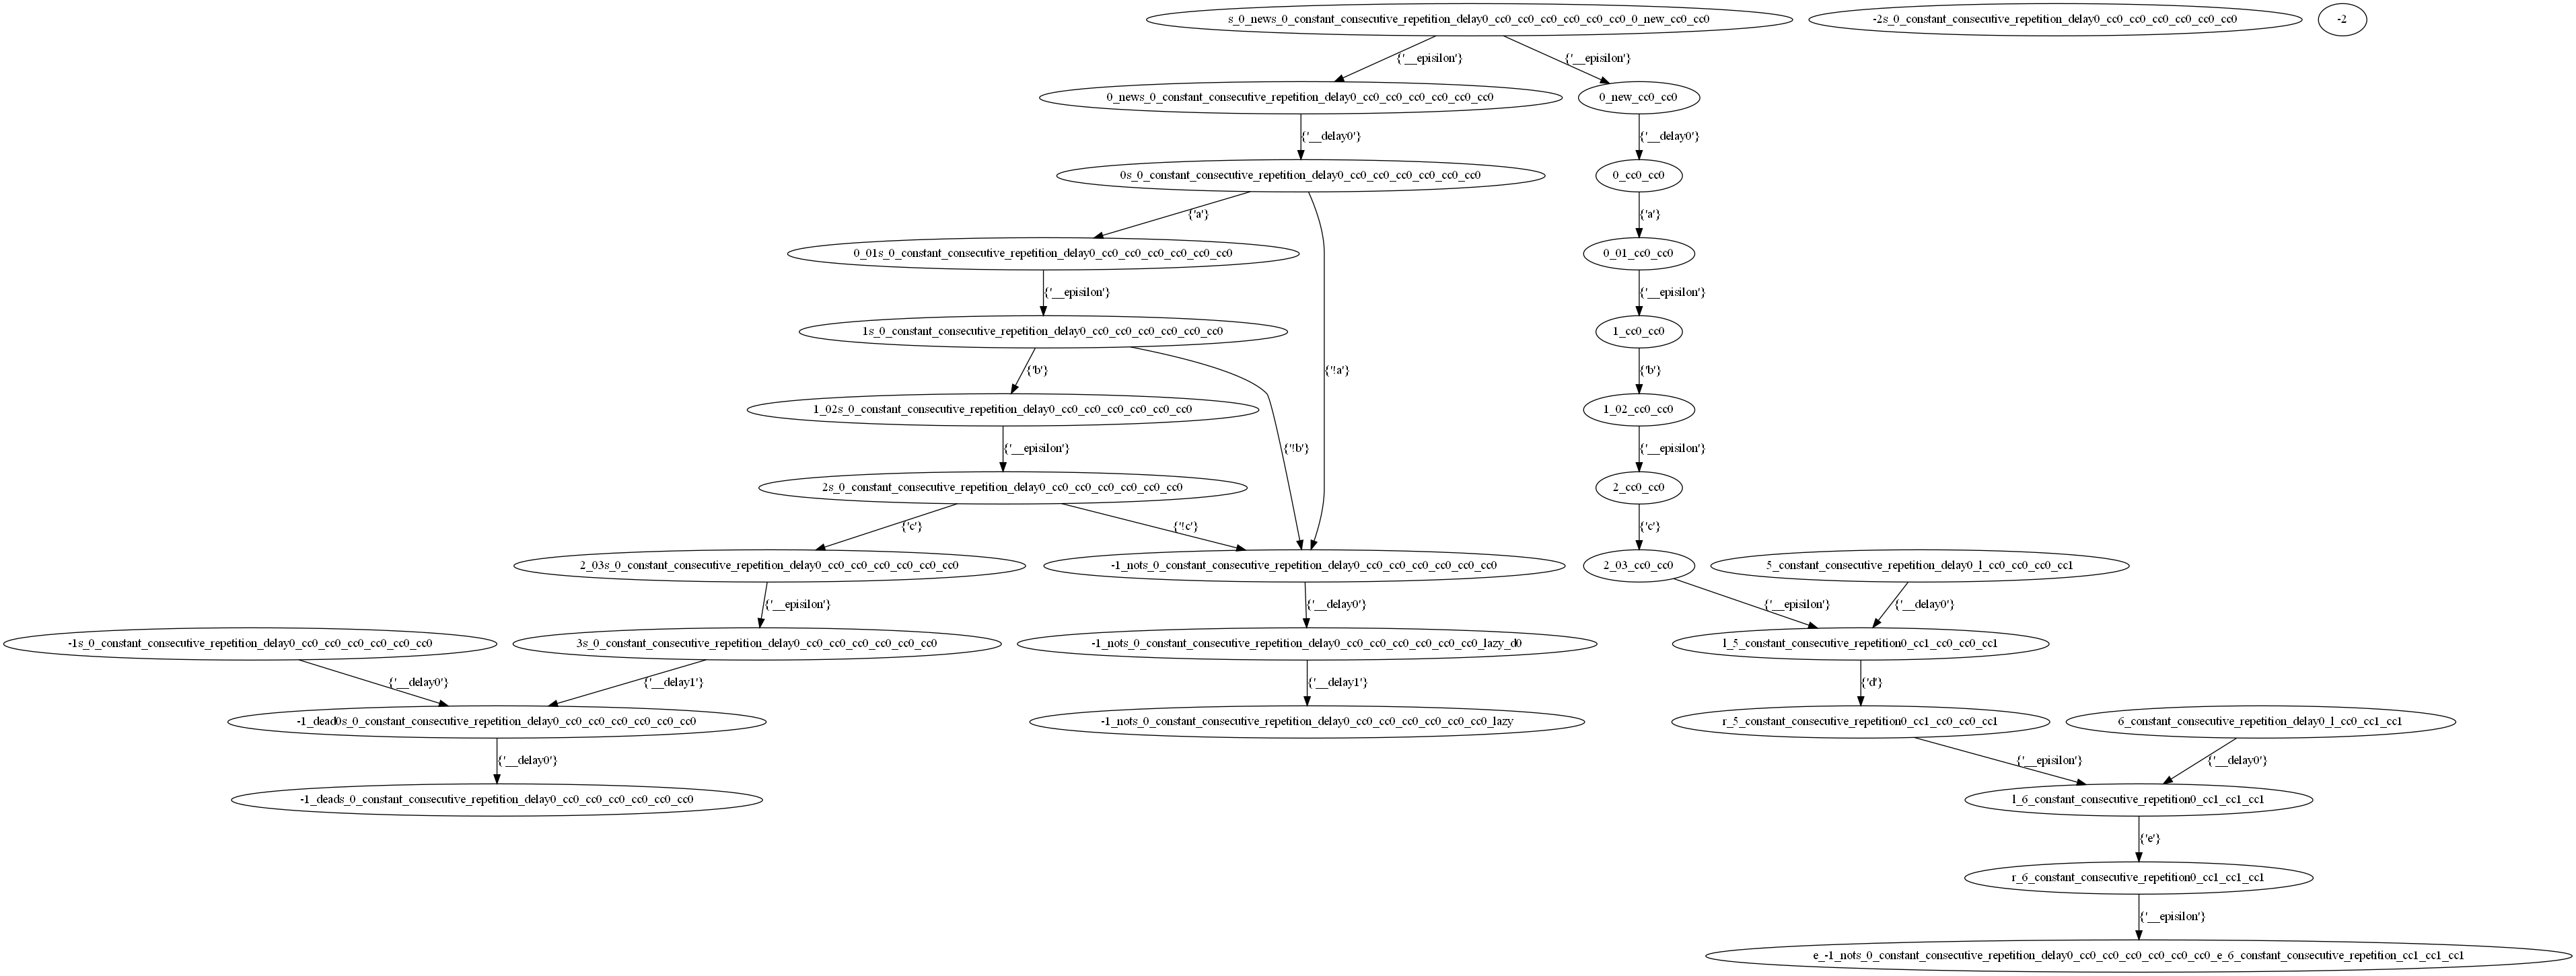 s_0_news_0_constant_consecutive_repetition_delay0_cc0_cc0_cc0_cc0_cc0_cc0_0_new_cc0_cc0
-2s_0_constant_consecutive_repetition_delay0_cc0_cc0_cc0_cc0_cc0_cc0
-2
{'__episilon'}
{'__episilon'}
0_news_0_constant_consecutive_repetition_delay0_cc0_cc0_cc0_cc0_cc0_cc0
0_new_cc0_cc0
{'__delay0'}
{'__delay0'}
0s_0_constant_consecutive_repetition_delay0_cc0_cc0_cc0_cc0_cc0_cc0
0_cc0_cc0
{'a'}
{'a'}
0_01s_0_constant_consecutive_repetition_delay0_cc0_cc0_cc0_cc0_cc0_cc0
0_01_cc0_cc0
{'__episilon'}
{'__episilon'}
1s_0_constant_consecutive_repetition_delay0_cc0_cc0_cc0_cc0_cc0_cc0
1_cc0_cc0
{'b'}
{'!a'}
{'b'}
1_02s_0_constant_consecutive_repetition_delay0_cc0_cc0_cc0_cc0_cc0_cc0
1_02_cc0_cc0
{'__episilon'}
{'!b'}
{'__episilon'}
2s_0_constant_consecutive_repetition_delay0_cc0_cc0_cc0_cc0_cc0_cc0
2_cc0_cc0
{'c'}
{'!c'}
{'c'}
2_03s_0_constant_consecutive_repetition_delay0_cc0_cc0_cc0_cc0_cc0_cc0
-1_nots_0_constant_consecutive_repetition_delay0_cc0_cc0_cc0_cc0_cc0_cc0
2_03_cc0_cc0
5_constant_consecutive_repetition_delay0_l_cc0_cc0_cc0_cc1
{'__episilon'}
{'__delay0'}
{'__episilon'}
{'__delay0'}
-1s_0_constant_consecutive_repetition_delay0_cc0_cc0_cc0_cc0_cc0_cc0
3s_0_constant_consecutive_repetition_delay0_cc0_cc0_cc0_cc0_cc0_cc0
-1_nots_0_constant_consecutive_repetition_delay0_cc0_cc0_cc0_cc0_cc0_cc0_lazy_d0
l_5_constant_consecutive_repetition0_cc1_cc0_cc0_cc1
{'__delay0'}
{'__delay1'}
{'__delay1'}
{'d'}
-1_dead0s_0_constant_consecutive_repetition_delay0_cc0_cc0_cc0_cc0_cc0_cc0
-1_nots_0_constant_consecutive_repetition_delay0_cc0_cc0_cc0_cc0_cc0_cc0_lazy
r_5_constant_consecutive_repetition0_cc1_cc0_cc0_cc1
6_constant_consecutive_repetition_delay0_l_cc0_cc1_cc1
{'__delay0'}
{'__episilon'}
{'__delay0'}
-1_deads_0_constant_consecutive_repetition_delay0_cc0_cc0_cc0_cc0_cc0_cc0
l_6_constant_consecutive_repetition0_cc1_cc1_cc1
{'e'}
r_6_constant_consecutive_repetition0_cc1_cc1_cc1
{'__episilon'}
e_-1_nots_0_constant_consecutive_repetition_delay0_cc0_cc0_cc0_cc0_cc0_cc0_e_6_constant_consecutive_repetition_cc1_cc1_cc1